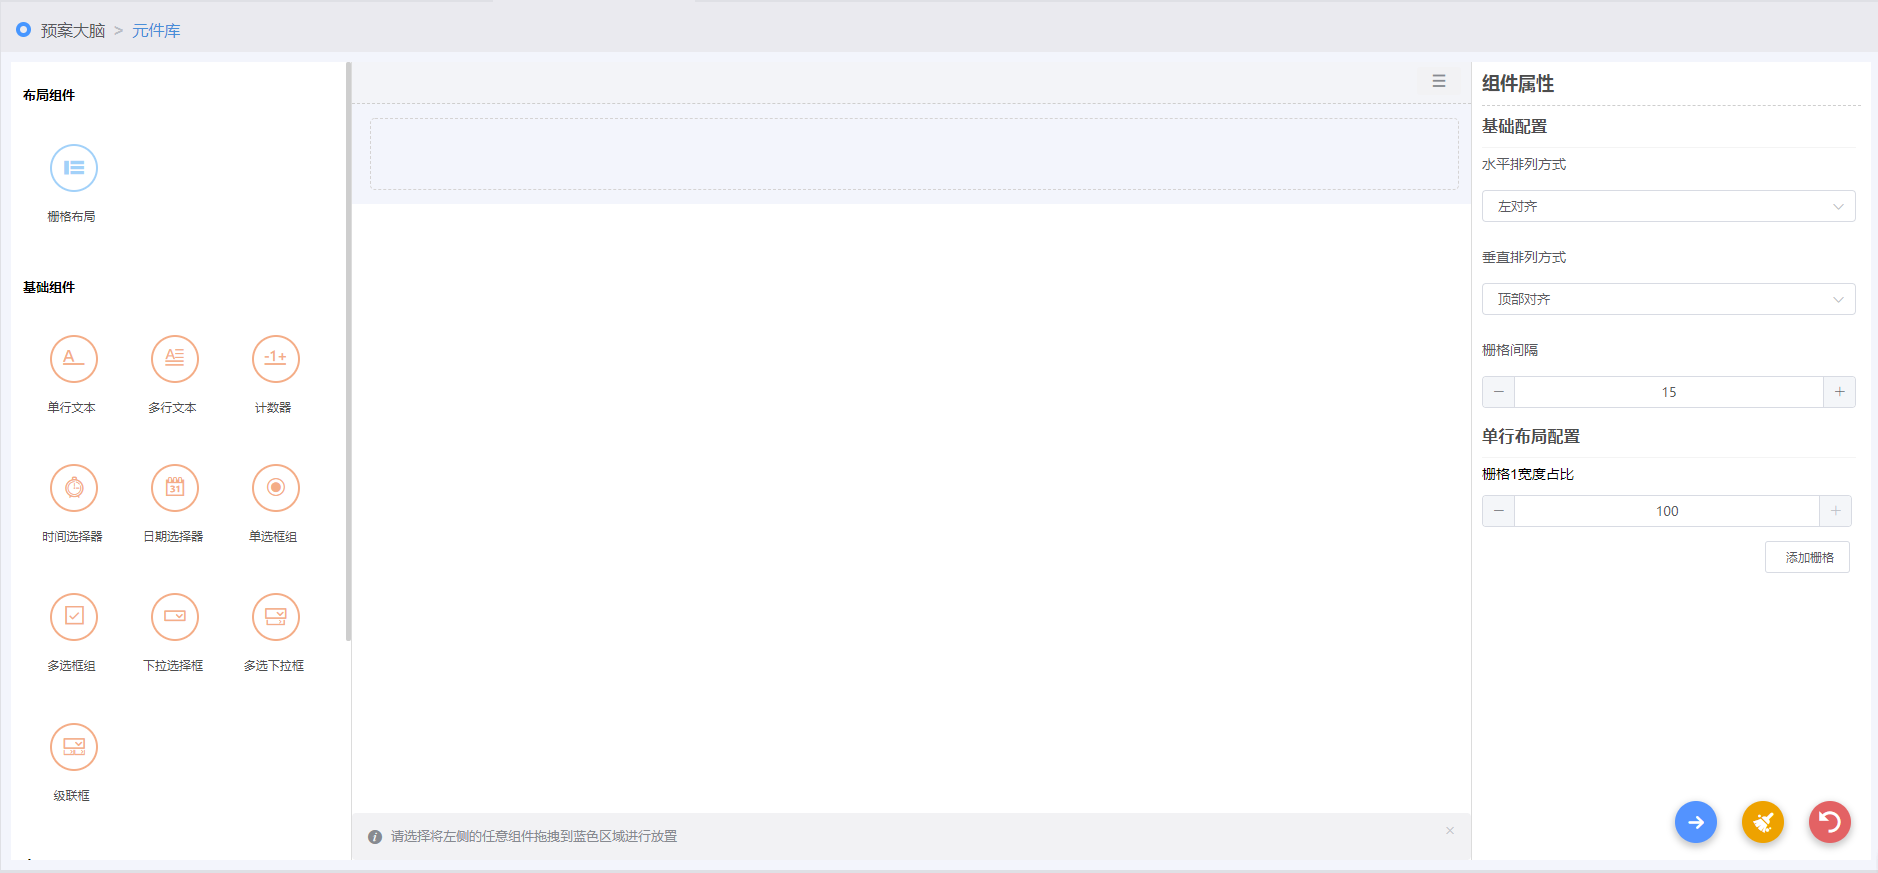 预案大脑 > 元件库
布局组件
栅格布局
基础组件
单行文本
多行文本
计数器
时间选择器
日期选择器
单选框组
多选框组
下拉选择框
多选下拉框
级联框
请选择将左侧的任意组件拖拽到蓝色区域进行放置
组件属性
基础配置
水平排列方式
左对齐
垂直排列方式
顶部对齐
栅格间隔
15
单行布局配置
栅格1宽度占比
100
添加栅格